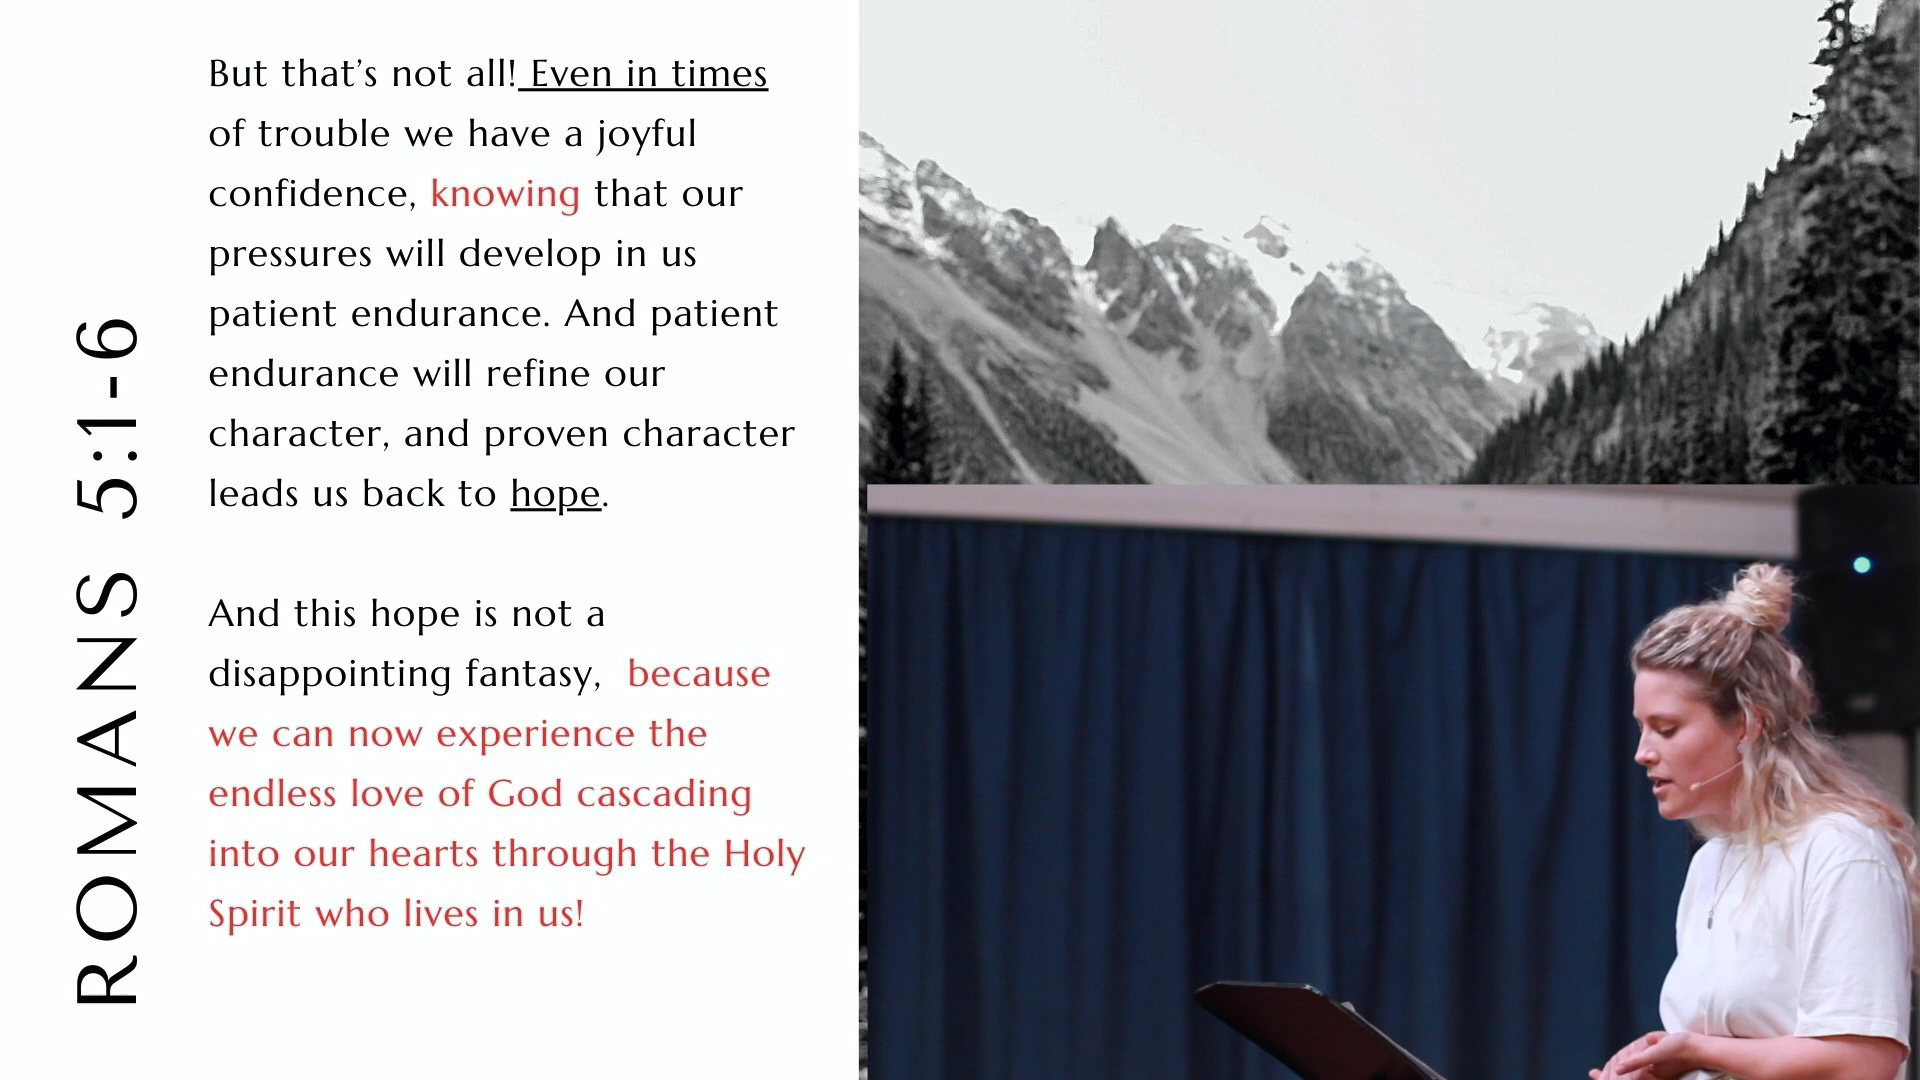 ROMANS 5:1-6
But that’s not all! Even in times
of trouble we have a joyful
confidence, knowing that our
pressures will develop in us
patient endurance. And patient
endurance will refine our
character, and proven character
leads us back to hope.
And this hope is not a
disappointing fantasy,  because
we can now experience the
endless love of God cascading
into our hearts through the Holy
Spirit who lives in us!